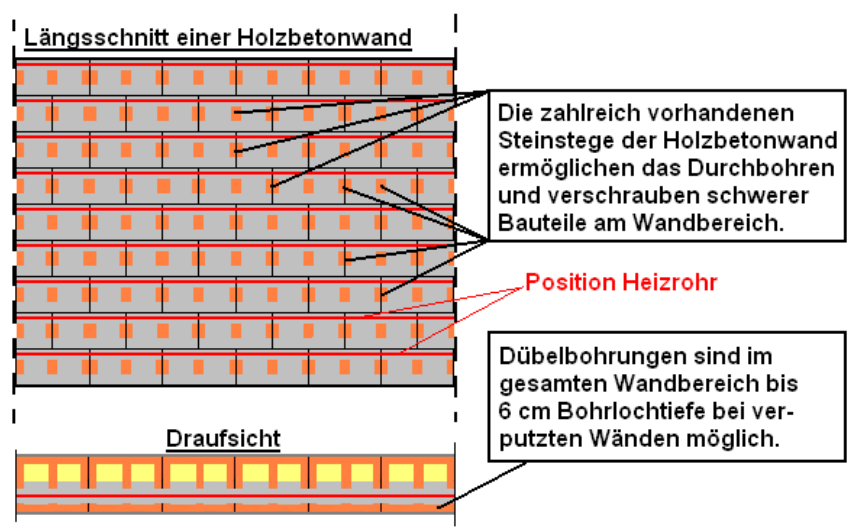 Längsschnitt einer Holzbetonwand
Die zahlreich vorhandenen
Steinstege der Holzbetonwand
ermöglichen das Durchbohren
und verschrauben schwerer
Bauteile am Wandbereich.
Position Heizrohr
Dübelbohrungen sind im
gesamten Wandbereich bis
6 cm Bohrlochtiefe bei ver-
putzten Wänden möglich.
Draufsicht